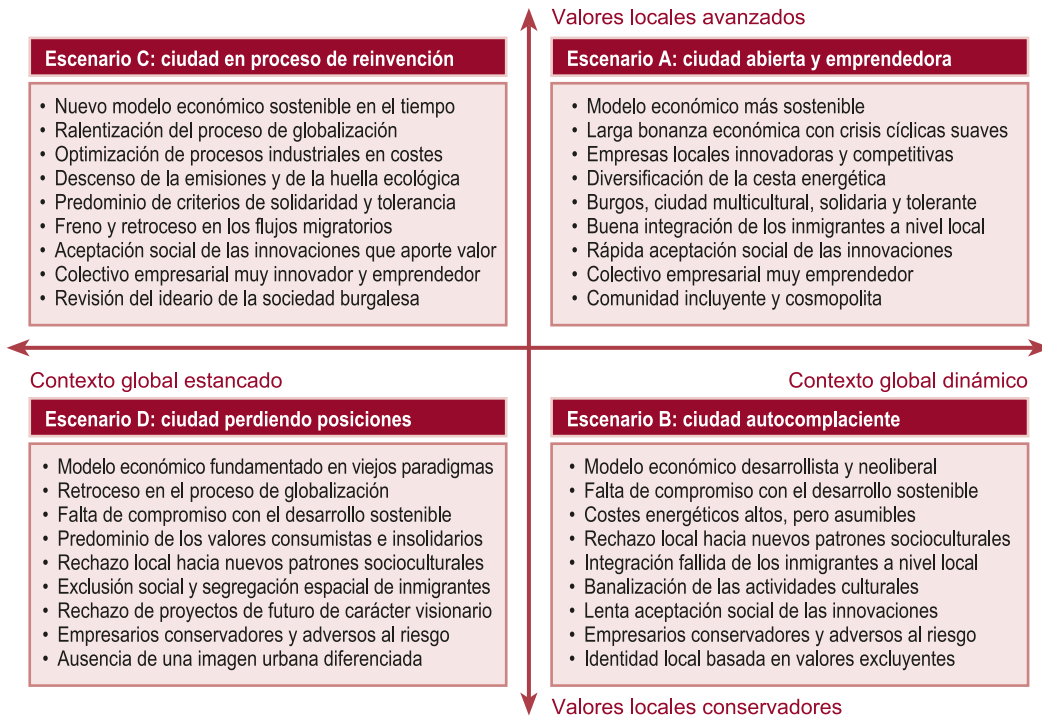 Valores locales avanzados
Escenario C: ciudad en proceso de reinvención
• Nuevo modelo económico sostenible en el tiempo
• Ralentización del proceso de globalización
• Optimización de procesos industriales en costes
• Descenso de la emisiones y de la huella ecológica
• Predominio de criterios de solidaridad y tolerancia
• Freno y retroceso en los flujos migratorios
• Aceptación social de las innovaciones que aporte valor
• Colectivo empresarial muy innovador y emprendedor
• Revisión del ideario de la sociedad burgalesa
Escenario A: ciudad abierta y emprendedora
• Modelo económico más sostenible
• Larga bonanza económica con crisis cíclicas suaves
• Empresas locales innovadoras y competitivas
• Diversificación de la cesta energética
• Burgos, ciudad multicultural, solidaria y tolerante
• Buena integración de los inmigrantes a nivel local
• Rápida aceptación social de las innovaciones
• Colectivo empresarial muy emprendedor
• Comunidad incluyente y cosmopolita
Contexto global estancado
Contexto global dinámico
Escenario D: ciudad perdiendo posiciones
• Modelo económico fundamentado en viejos paradigmas
• Retroceso en el proceso de globalización
• Falta de compromiso con el desarrollo sostenible
• Predominio de los valores consumistas e insolidarios
• Rechazo local hacia nuevos patrones socioculturales
• Exclusión social y segregación espacial de inmigrantes
• Rechazo de proyectos de futuro de carácter visionario
• Empresarios conservadores y adversos al riesgo
• Ausencia de una imagen urbana diferenciada
Escenario B: ciudad autocomplaciente
• Modelo económico desarrollista y neoliberal
• Falta de compromiso con el desarrollo sostenible
• Costes energéticos altos, pero asumibles
• Rechazo local hacia nuevos patrones socioculturales
• Integración fallida de los inmigrantes a nivel local
• Banalización de las actividades culturales
• Lenta aceptación social de las innovaciones
• Empresarios conservadores y adversos al riesgo
• Identidad local basada en valores excluyentes
Valores locales conservadores